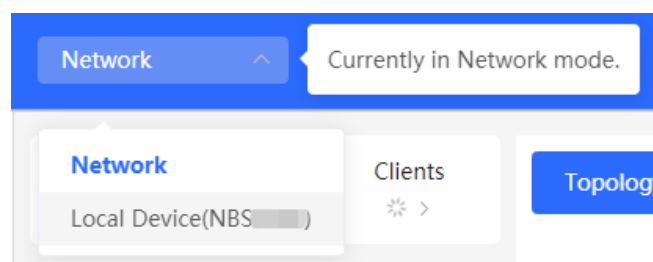 Network
Currently in Network mode.
Network
Clients
Local Device(NBS )
Topolog